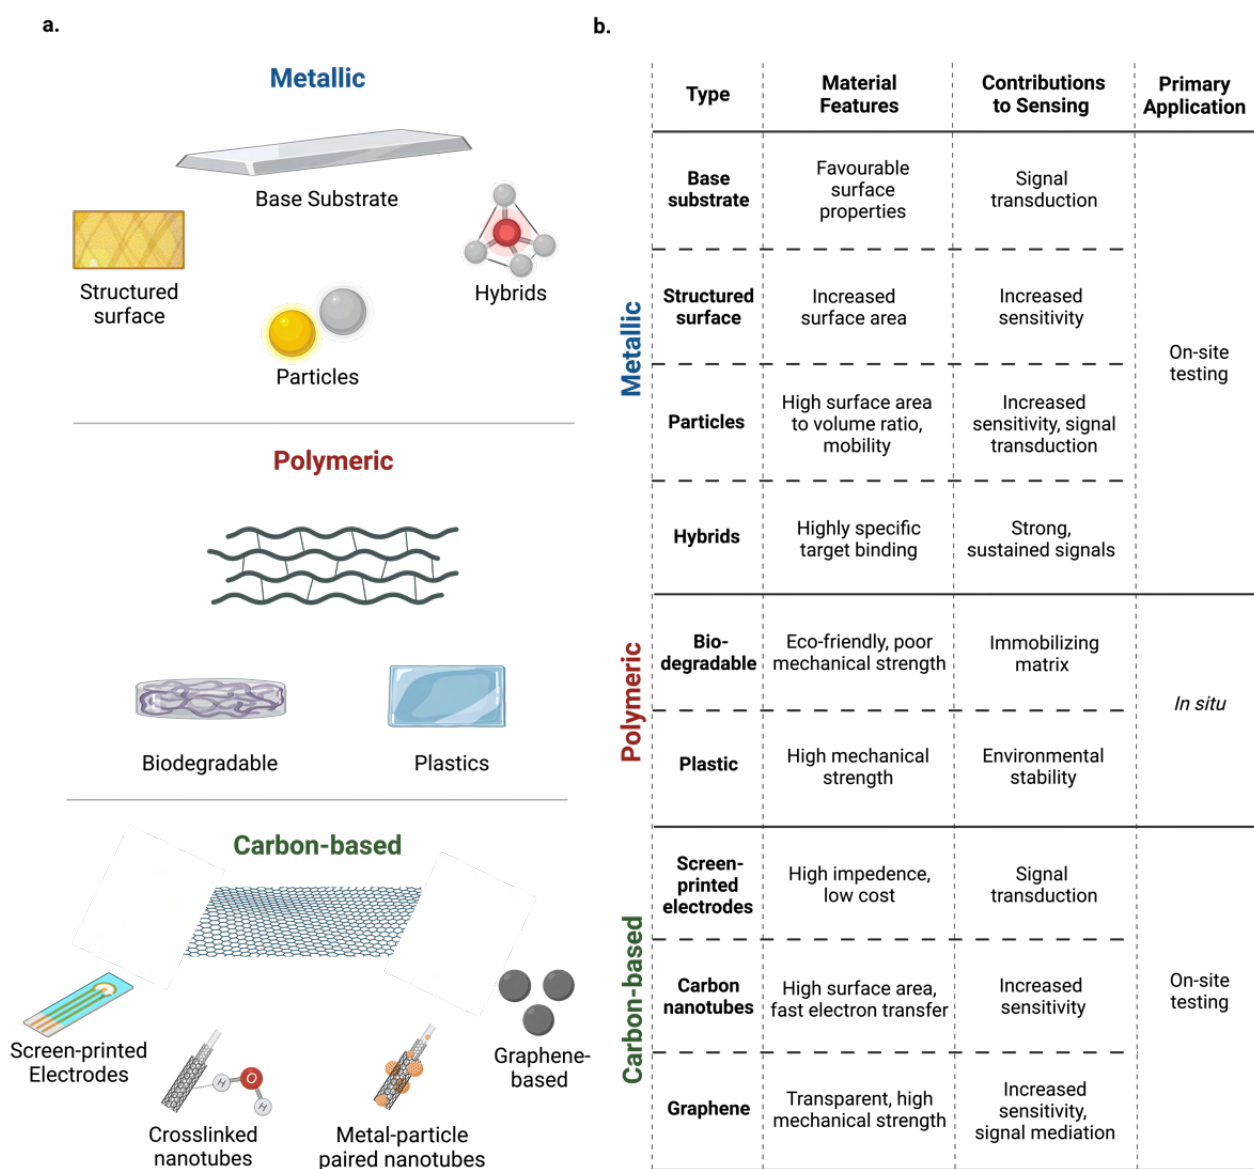 a.
Metallic
Base Substrate
Structured
surface
Hybrids
Particles
Polymeric
Biodegradable
Plastics
Carbon-based
Screen-printed
Electrodes
Graphene-
based
H
O
H
Crosslinked
nanotubes
Metal-particle
paired nanotubes
b.
Type
Material
Features
Contributions
to Sensing
Primary
Application
Metallic
Base
substrate
Favourable
surface
properties
Signal
transduction
Structured
surface
Increased
surface area
Increased
sensitivity
Particles
High surface area
to volume ratio,
mobility
Increased
sensitivity, signal
transduction
Hybrids
Highly specific
target binding
Strong,
sustained signals
On-site
testing
Polymeric
Bio-
degradable
Eco-friendly, poor
mechanical strength
Immobilizing
matrix
Plastic
High mechanical
strength
Environmental
stability
In situ
Carbon-based
Screen-
printed
electrodes
High impedence,
low cost
Signal
transduction
Carbon
nanotubes
High surface area,
fast electron transfer
Increased
sensitivity
Graphene
Transparent, high
mechanical strength
Increased
sensitivity,
signal mediation
On-site
testing